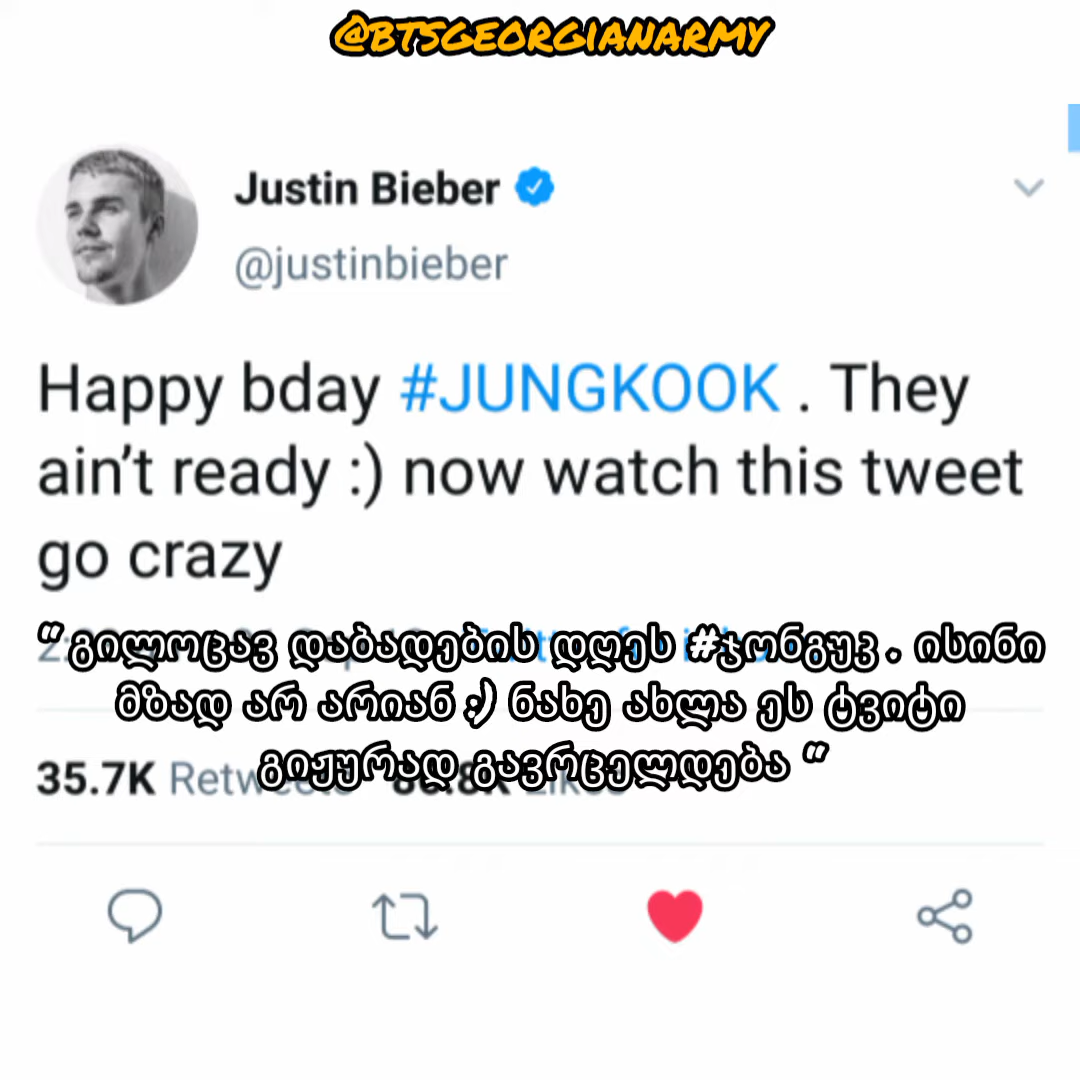 @BTSGEORGIANARMY
Justin Bieber
@justinbieber
Happy bday #JUNGKOOK . They
ain’t ready :) now watch this tweet
go crazy
“ გილოცავ დაბადების დღეს #ჯონგუკ . ისინი
მზად არ არიან :) ნახე ახლა ეს ტვიტი
გიჟურად გავრცელდება “
35.7K